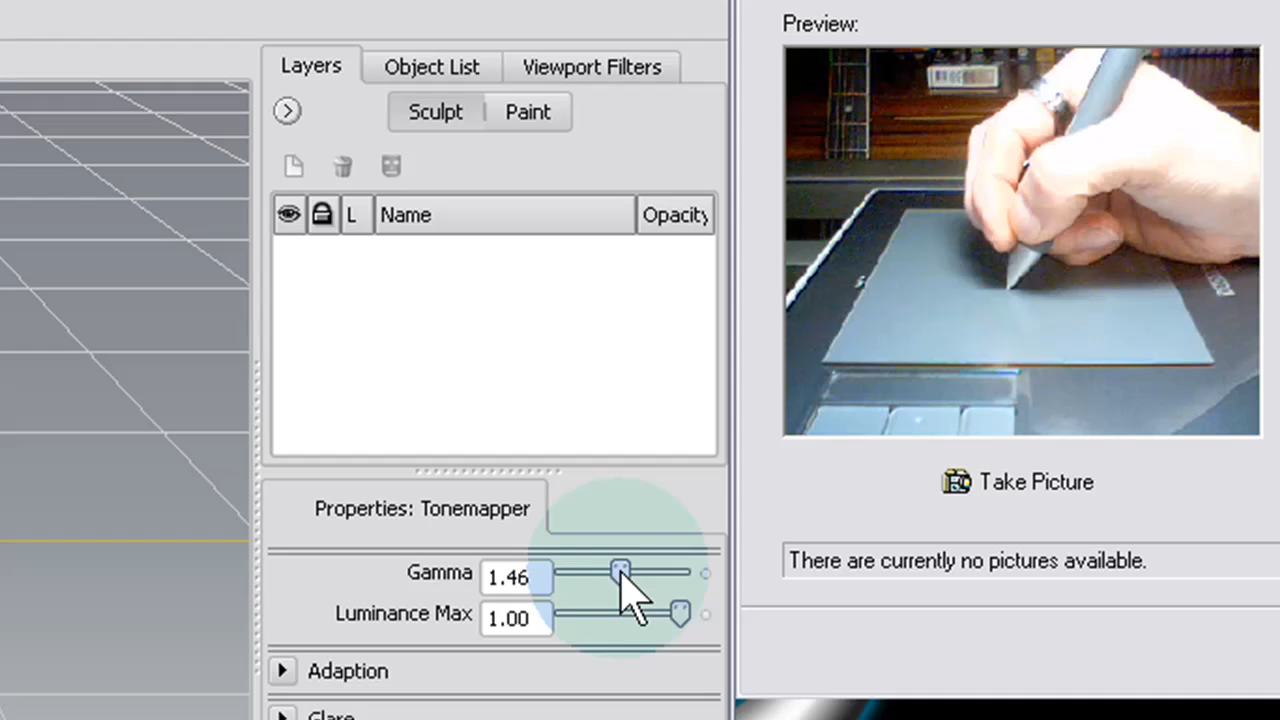 Layers
Object List
Viewport Filters
Sculpt
Paint
L
Name
Opacity
Properties: Tonemapper
Gamma
1.46
Luminance Max
1.00
Adaption
Glare
Preview:
Take Picture
There are currently no pictures available.